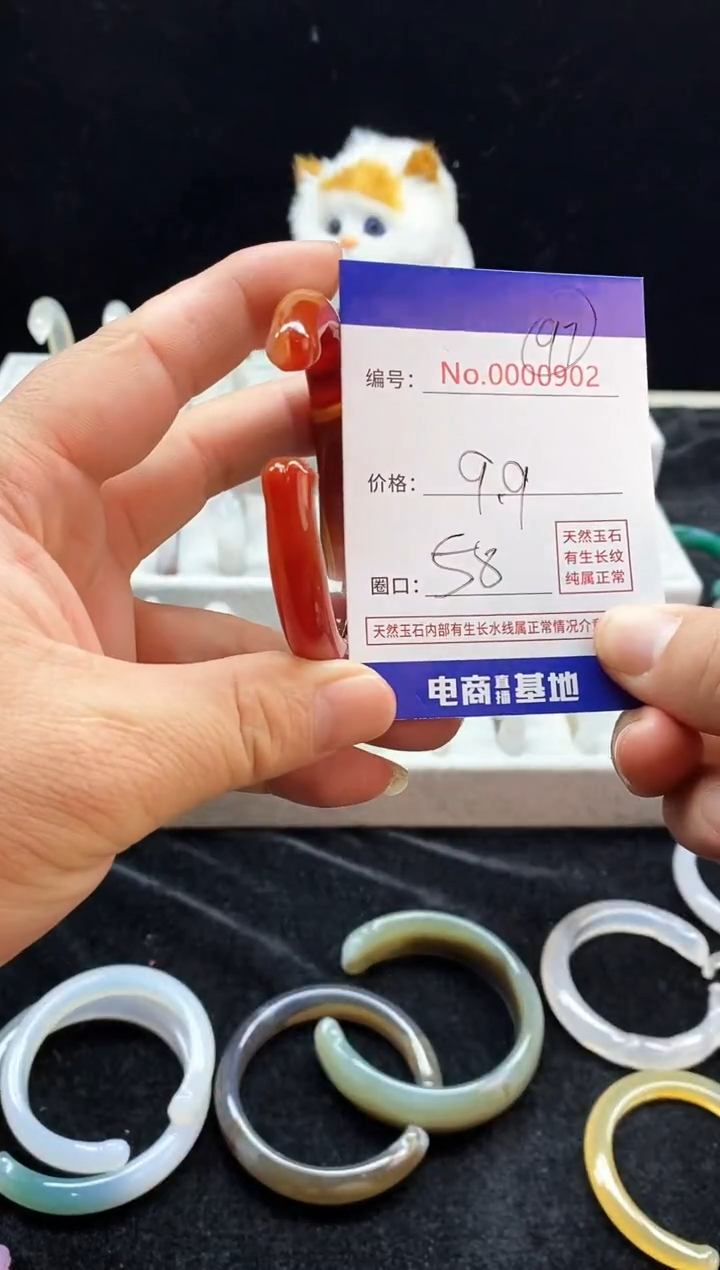 97
编号: No.0000902
价格: 9.9
圈口: 58
天然玉石
有生长纹
纯属正常
天然玉石内部有生长水线属正常情况介
电商直播基地